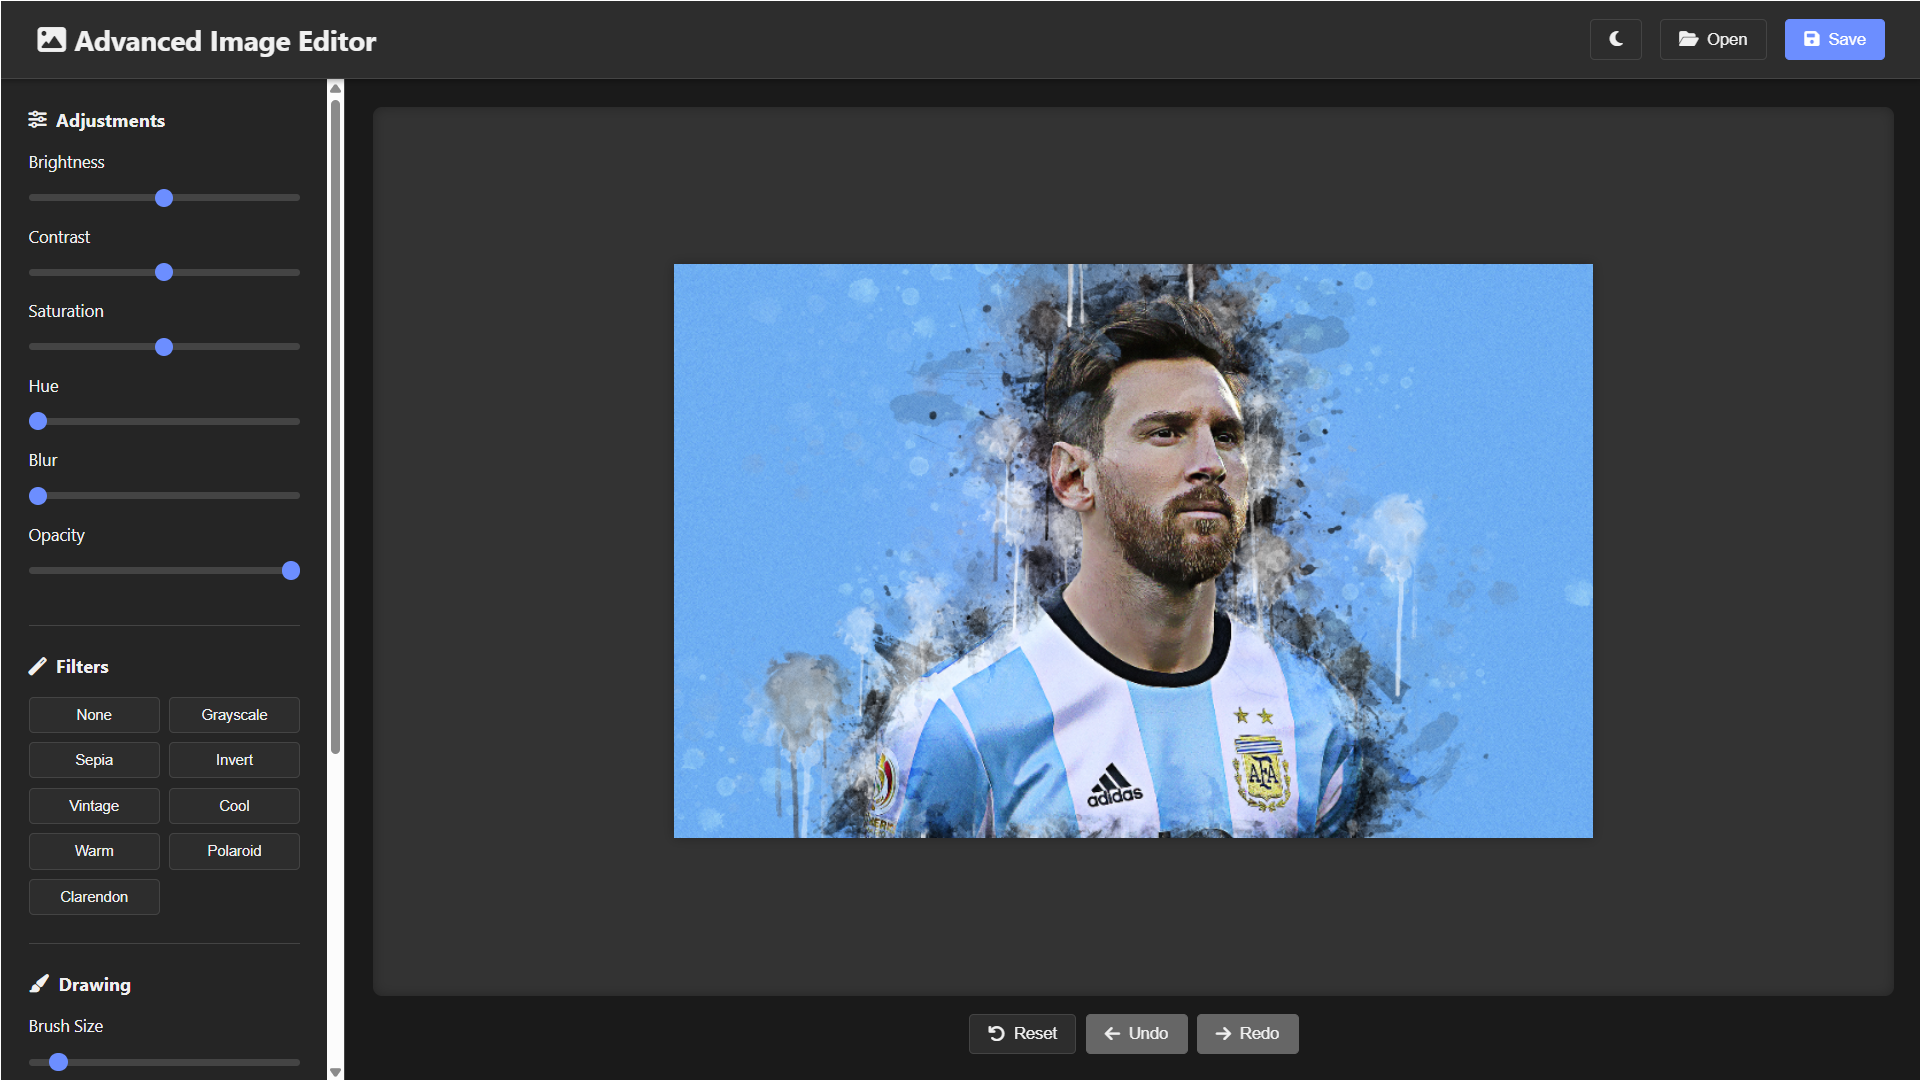 Advanced Image Editor
Open
Save
Adjustments
Brightness
Contrast
Saturation
Hue
Blur
Opacity
Filters
None
Grayscale
Sepia
Invert
Vintage
Cool
Warm
Polaroid
Clarendon
Drawing
Brush Size
adidas
AFA
Reset
Undo
Redo